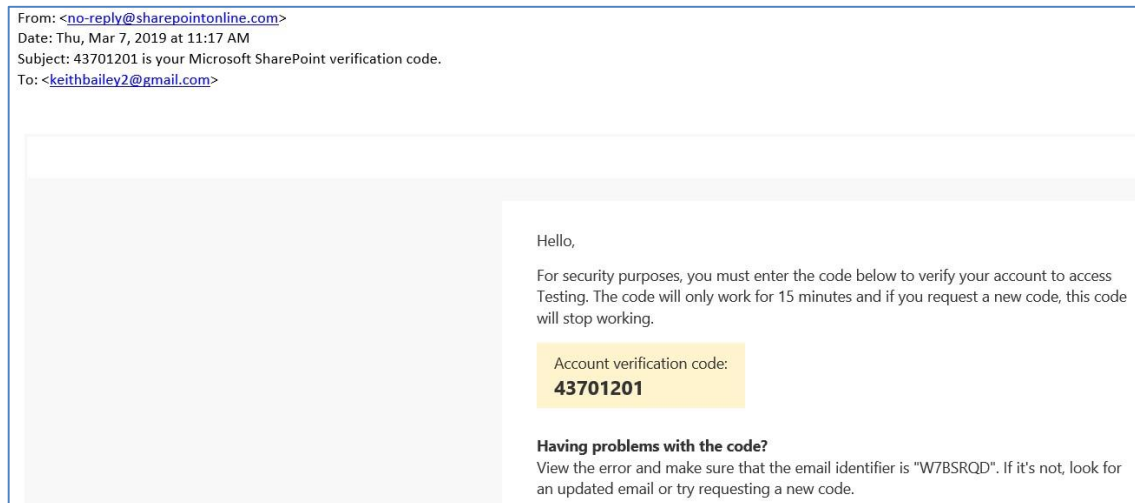 From: <no-reply@sharepointonline.com>
Date: Thu, Mar 7, 2019 at 11:17 AM
Subject: 43701201 is your Microsoft SharePoint verification code.
To: <keithbailey2@gmail.com>
Hello,
For security purposes, you must enter the code below to verify your account to access
Testing. The code will only work for 15 minutes and if you request a new code, this code
will stop working.
Account verification code:
43701201
Having problems with the code?
View the error and make sure that the email identifier is "W7BSRQD". If it's not, look for
an updated email or try requesting a new code.